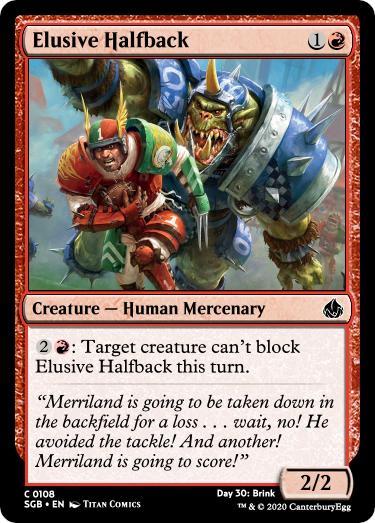 Elusive Halfback 1
Creature — Human Mercenary
2 : Target creature can't block
Elusive Halfback this turn.
“Merriland is going to be taken down in
the backfield for a loss . . . wait, no! He
avoided the tackle! And another!
Merriland is going to score!”
2/2
C 0108 Day 30: Brink
SGB • EN Titan Comics ™ & © 2020 CanterburyEgg